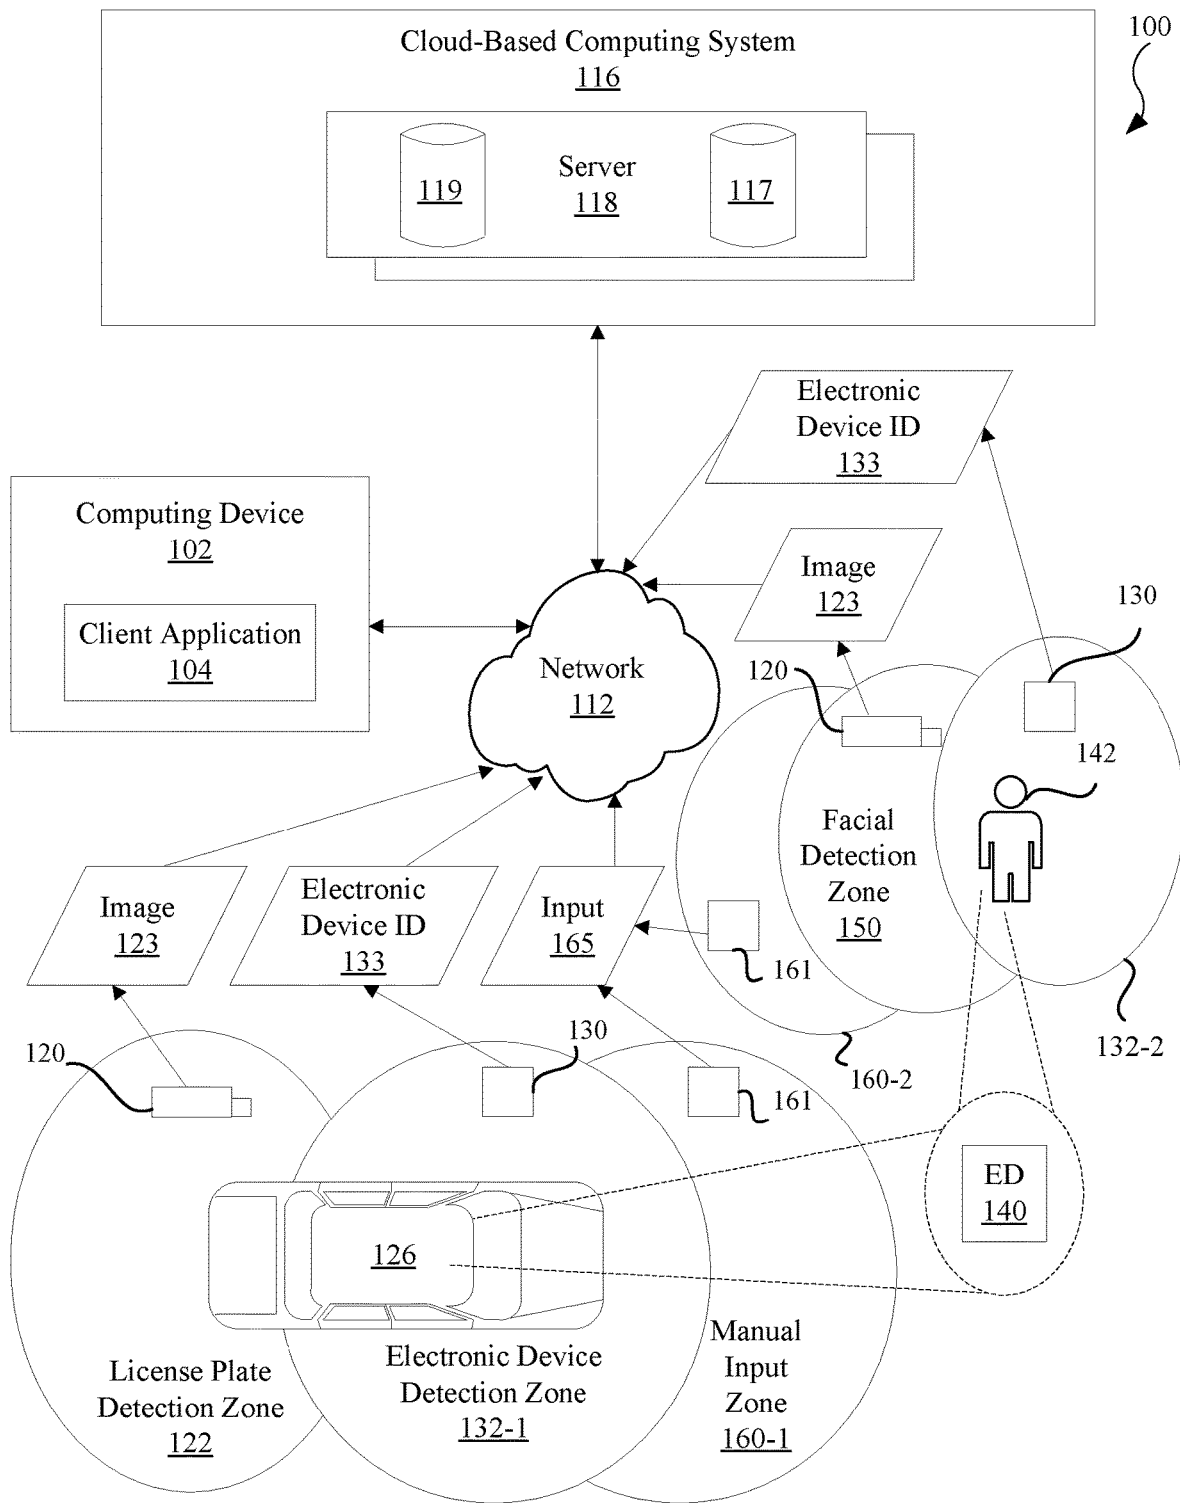 100
Cloud-Based Computing System
116
Server
118
119
117
Electronic
Device ID
133
Computing Device
102
Client Application
104
Image
123
130
Network
112
120
142
Facial
Detection
Zone
150
Image
123
Electronic
Device ID
133
Input
165
161
132-2
160-2
120
130
161
ED
140
126
Manual
Input
Zone
160-1
Electronic Device
Detection Zone
132-1
License Plate
Detection Zone
122